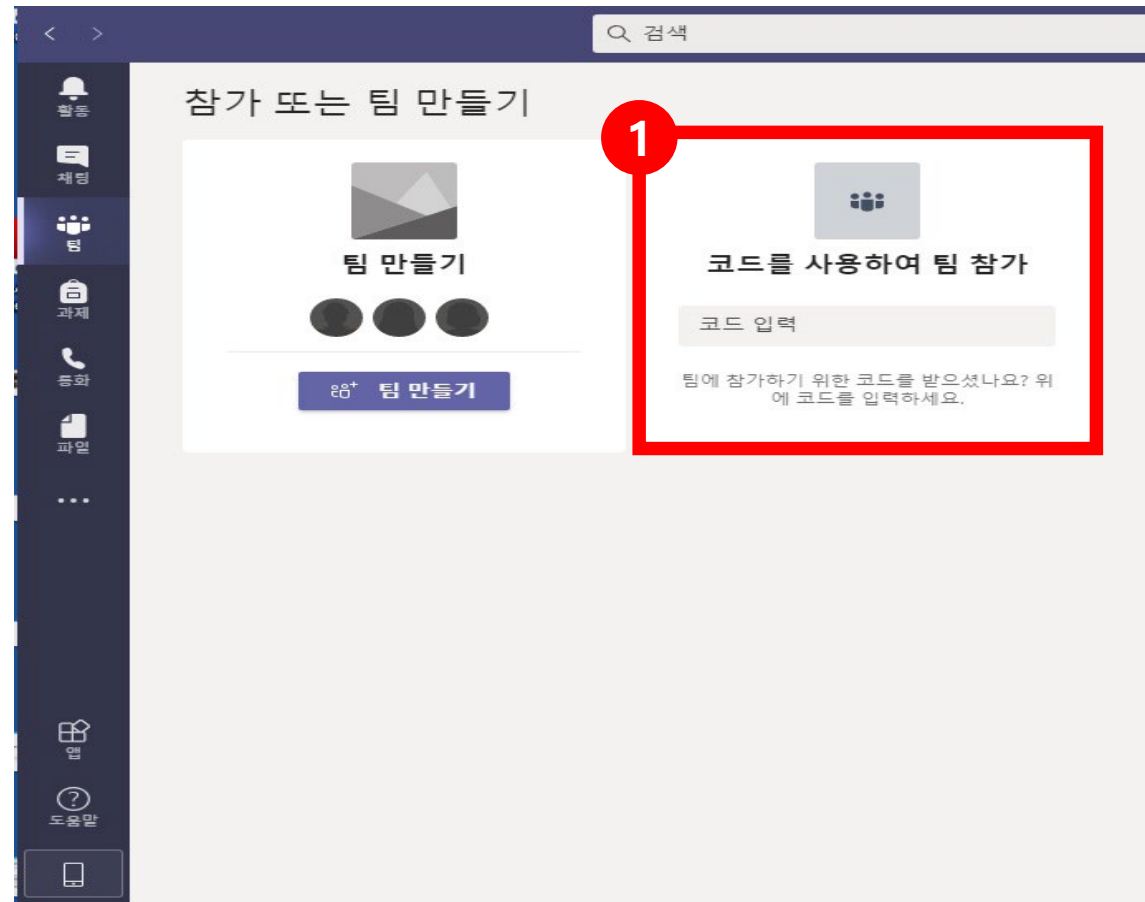 검색
활동
채팅
팀
과제
통화
파일
앱
도움말
참가 또는 팀 만들기
팀 만들기
팀 만들기
1
코드를 사용하여 팀 참가
코드 입력
팀에 참가하기 위한 코드를 받으셨나요? 위
에 코드를 입력하세요.